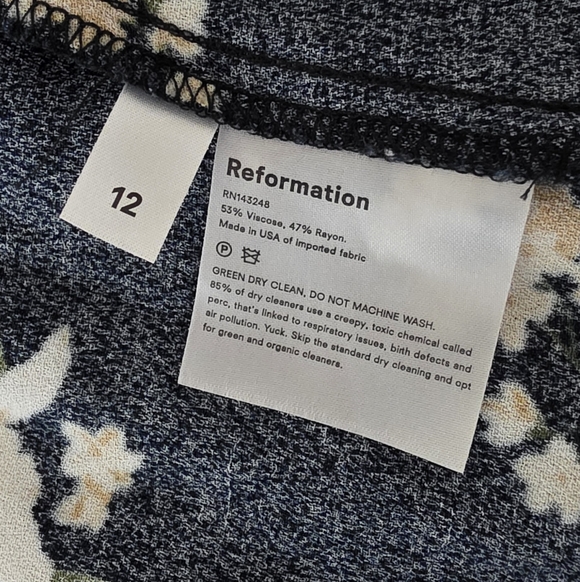 12
Reformation
RN143248
53% Viscose, 47% Rayon.
Made in USA of imported fabric
P
GREEN DRY CLEAN, DO NOT MACHINE WASH.
85% of dry cleaners use a creepy, toxic chemical called
perc, that's linked to respiratory issues, birth defects and
air pollution. Yuck. Skip the standard dry cleaning and opt
for green and organic cleaners.